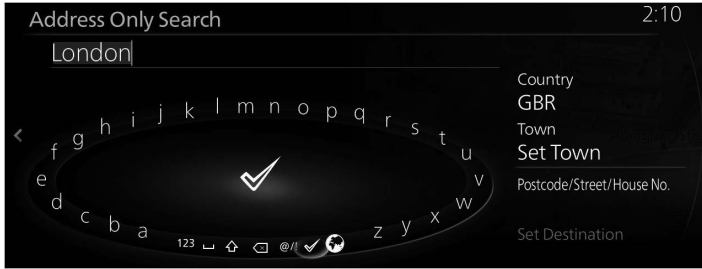 Address Only Search
2:10
London
Country
GBR
Town
Set Town
Postcode/Street/House No.
Set Destination
a b c d e f g h i j k l m n o p q r s t u v w x y z
123
@/!